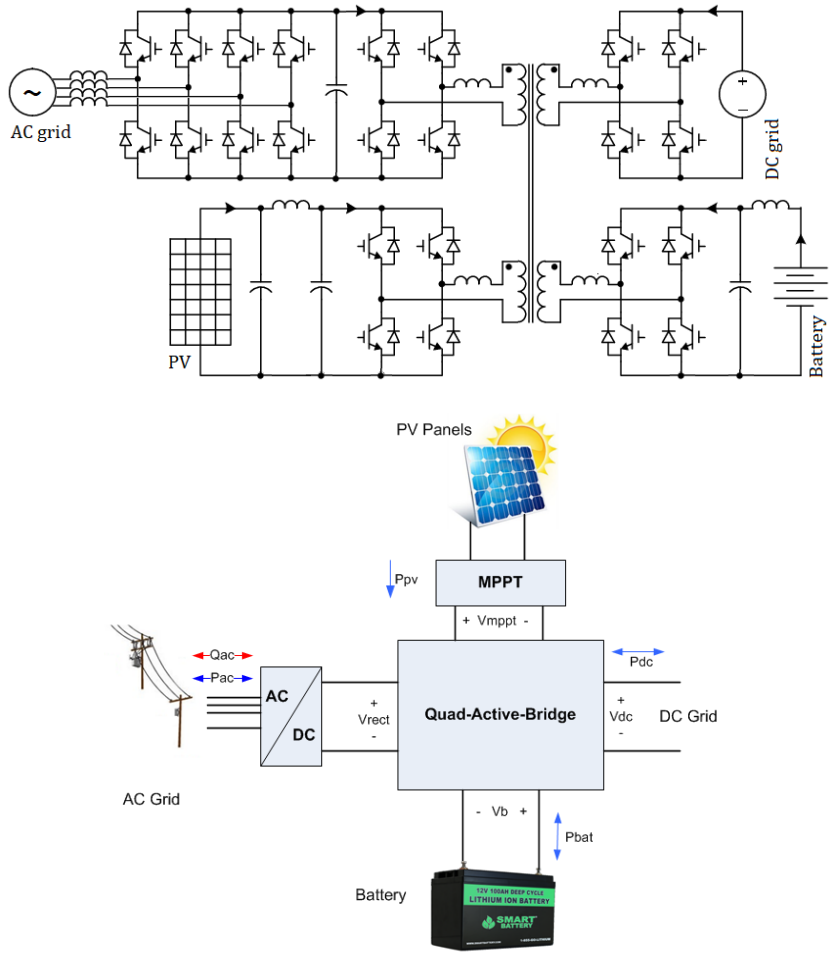 ~
AC grid
+
−
DC grid
PV
Battery
PV Panels
Ppv
MPPT
+ Vmppt -
Qac
Pac
Pdc
AC
DC
+
Vrect
-
Quad-Active-Bridge
+
Vdc
-
DC Grid
AC Grid
- Vb +
Pbat
Battery
12V 100AH DEEP CYCLE
LITHIUM ION BATTERY
SMART
BATTERY